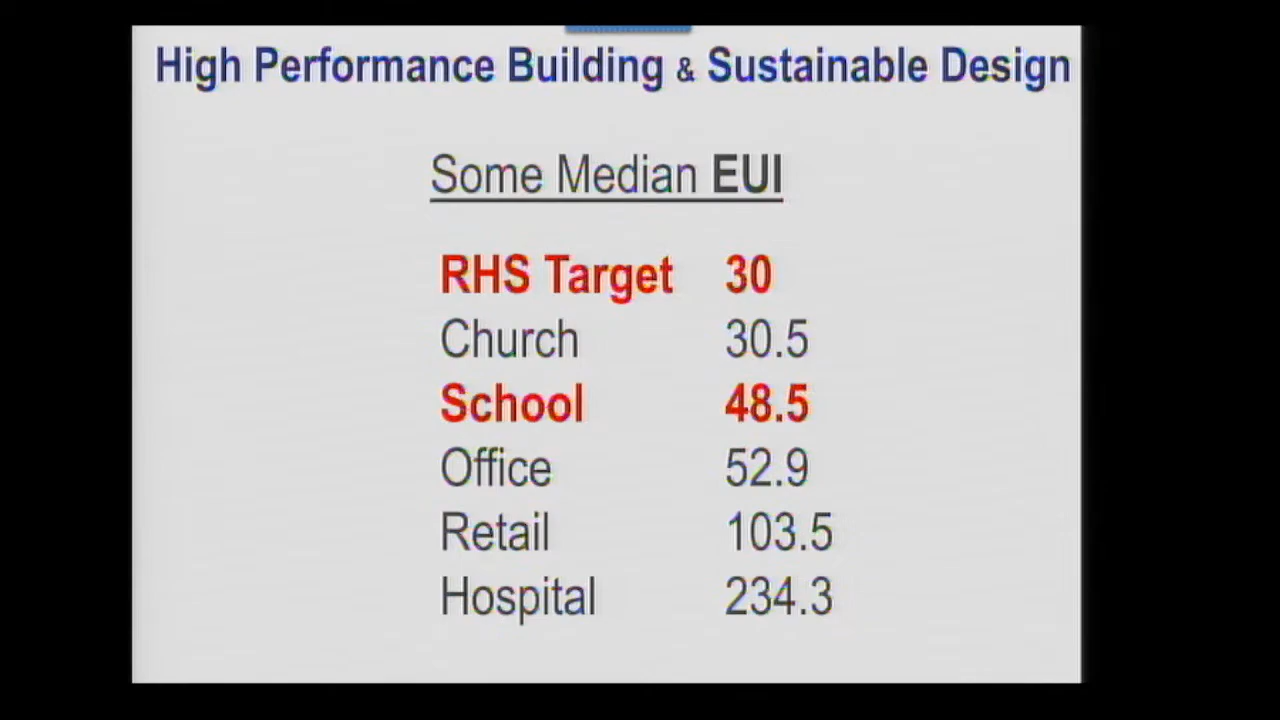 High Performance Building & Sustainable Design
Some Median EUI
RHS Target 30
Church 30.5
School 48.5
Office 52.9
Retail 103.5
Hospital 234.3